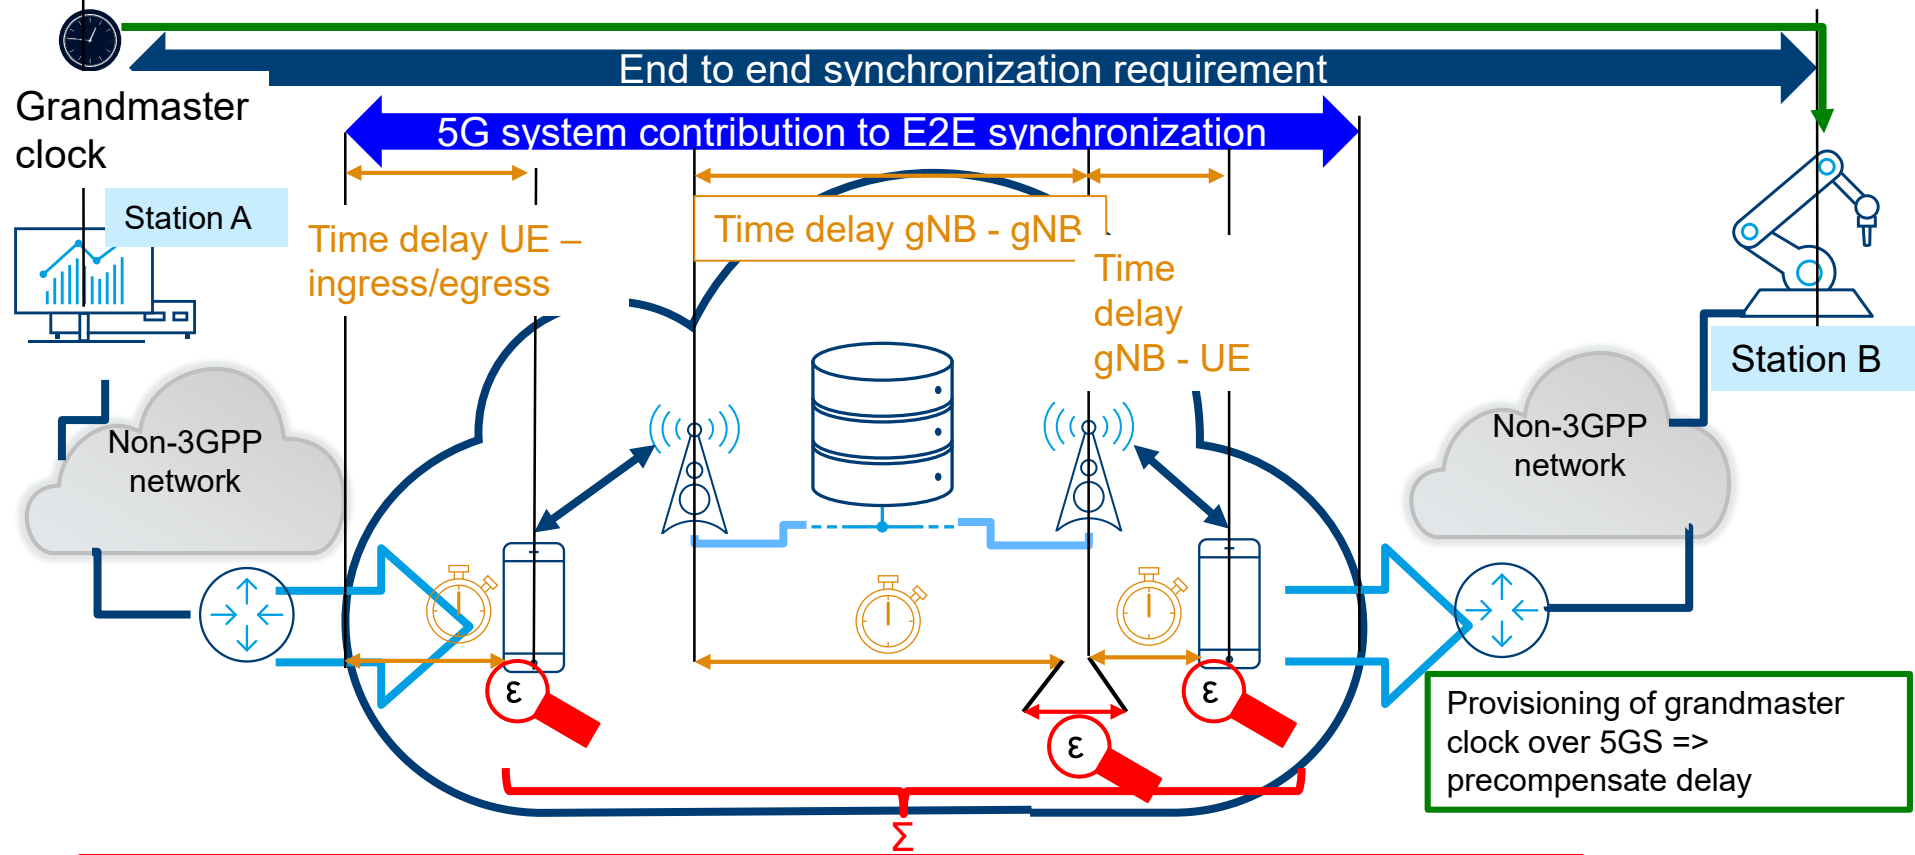 End to end synchronization requirement
Grandmaster
clock
5G system contribution to E2E synchronization
Station A
Time delay UE –
ingress/egress
Time delay gNB - gNB
Time
delay
gNB - UE
Station B
Non-3GPP
network
Non-3GPP
network
ε
ε
ε
Provisioning of grandmaster
clock over 5GS =>
precompensate delay
Σ